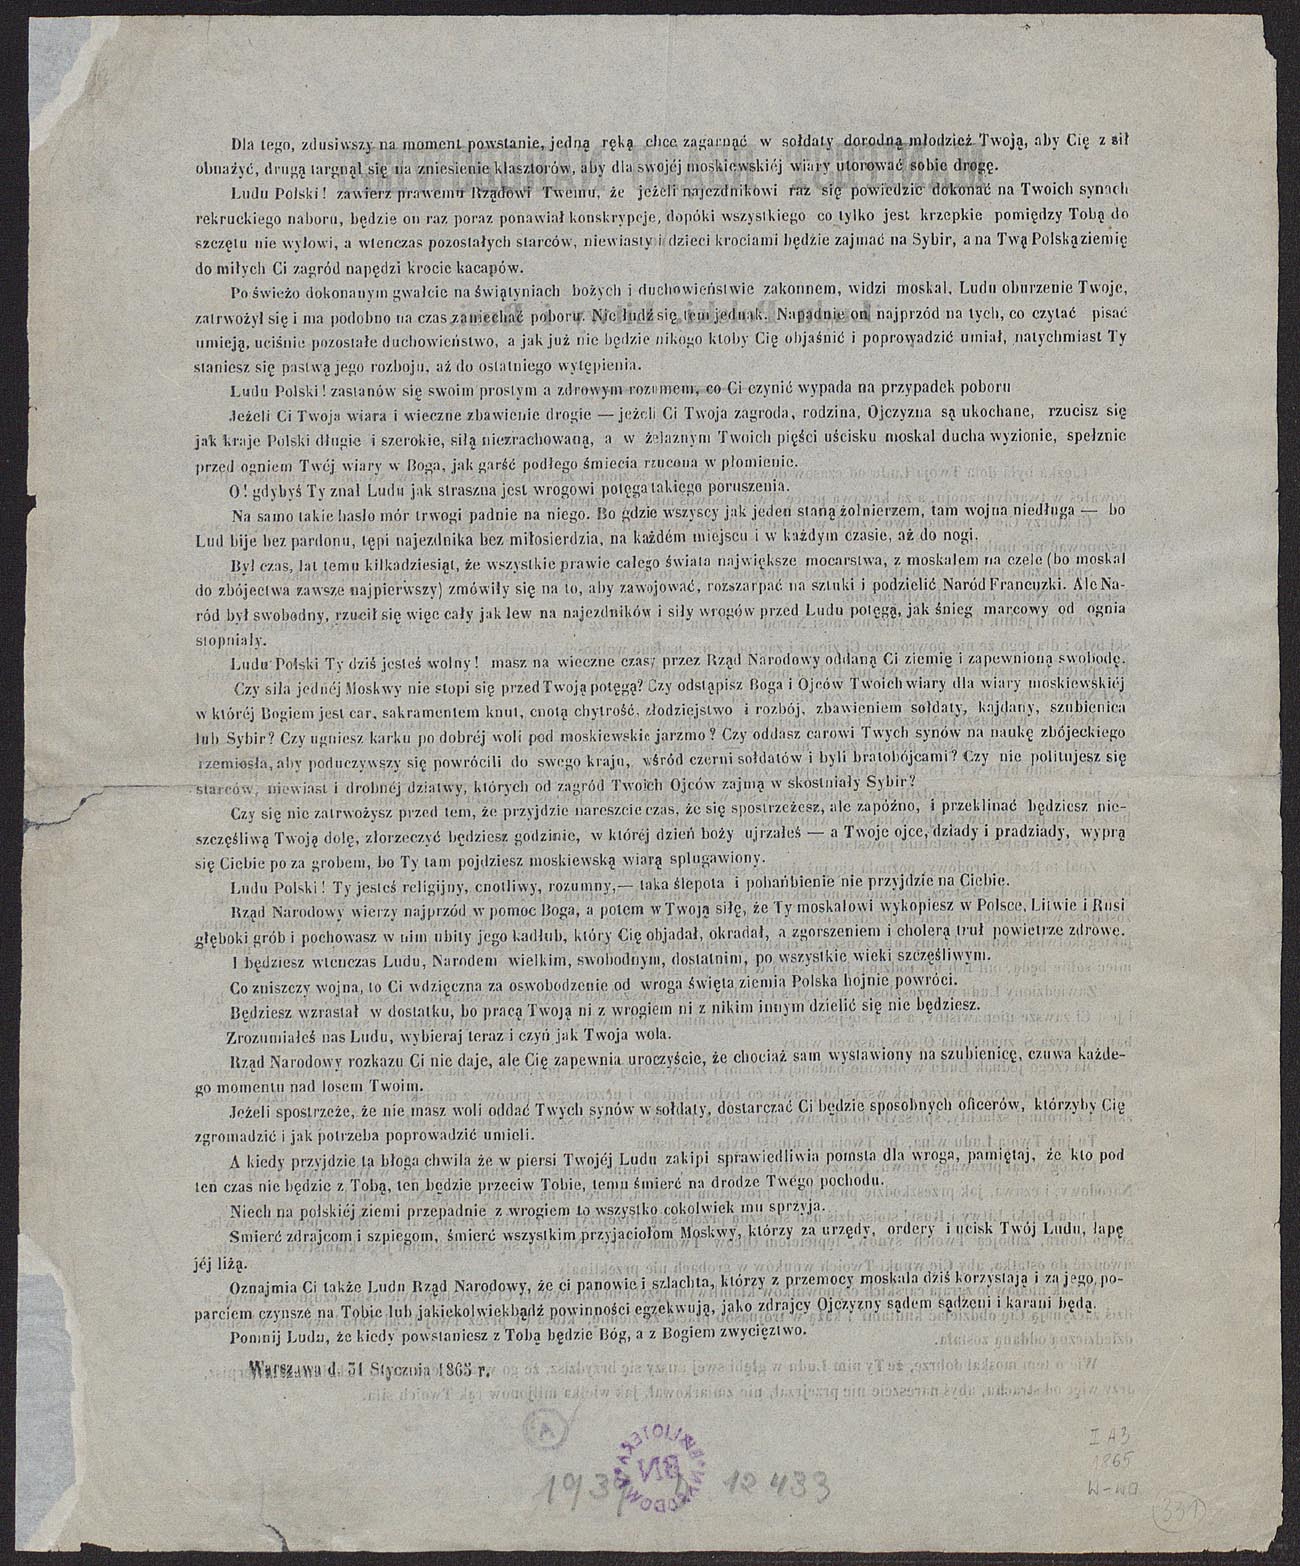 Dla tego, zdusiwszy na moment powstanie, jedną ręką chce zagarnąć w sołdaty dorodną młodzież Twoją, aby Cię z sił
obnażyć, drugą targnął się na zniesienie klasztorów, aby dla swojéj moskiewskiéj wiary utorować sobie drogę.
Ludu Polski! zawierz prawemu Rządowi Twemu, że jeżeli najezdnikowi raz się powiedzie dokonać na Twoich synach
rekruckiego naboru, będzie on raz poraz ponawiał konskrypcje, dopóki wszystkiego co tylko jest krzepkie pomiędzy Tobą do
szczętu nie wyłowi, a wtenczas pozostałych starców, niewiasty i dzieci krociami będzie zajmać na Sybir, a na Twą Polską ziemię
do miłych Ci zagród napędzi krocie kacapów.
Po świeżo dokonanym gwałcie na świątyniach bożych i duchowieństwie zakonnem, widzi moskal, Ludu oburzenie Twoje,
zatrwożył się i ma podobno na czas zaniechać poboru. Nie łudź się tem jednak. Napadnie on najprzód na tych, co czytać pisać
umieją, uciśnie pozostałe duchowieństwo, a jak już nie będzie nikogo ktoby Cię objaśnić i poprowadzić umiał, natychmiast Ty
staniesz się pastwą jego rozboju, aż do ostatniego wytępienia.
Ludu Polski! zastanów się swoim prostym a zdrowym rozumem, co Ci czynić wypada na przypadek poboru
Jeżeli Ci Twoja wiara i wieczne zbawienie drogie — jeżeli Ci Twoja zagroda, rodzina, Ojczyzna są ukochane, rzucisz się
jak kraje Polski długie i szerokie, siłą niezrachowaną, a w żelaznym Twoich pięści uścisku moskal ducha wyzionie, spełznie
przed ogniem Twéj wiary w Boga, jak garść podłego śmiecia rzucona w płomienie.
O! gdybyś Ty znał Ludu jak straszna jest wrogowi potęga takiego poruszenia.
Na samo takie hasło mór trwogi padnie na niego. Bo gdzie wszyscy jak jeden staną żołnierzem, tam wojna niedługa — bo
Lud bije bez pardonu, tępi najezdnika bez miłosierdzia, na każdém miejscu i w każdym czasie, aż do nogi.
Był czas, lat temu kilkadziesiąt, że wszystkie prawie całego świata największe mocarstwa, z moskalem na czele (bo moskal
do zbójectwa zawsze najpierwszy) zmówiły się na to, aby zawojować, rozszarpać na sztuki i podzielić Naród Francuzki. Ale Na-
ród był swobodny, rzucił się więc cały jak lew na najezdników i siły wrogów przed Ludu potęgą, jak śnieg marcowy od ognia
stopniały.
Ludu Polski Ty dziś jesteś wolny! masz na wieczne czasy przez Rząd Narodowy oddaną Ci ziemię i zapewnioną swobodę.
Czy siła jednéj Moskwy nie stopi się przed Twoją potęgą? Czy odstąpisz Boga i Ojców Twoich wiary dla wiary moskiewskiéj
w któréj Bogiem jest car, sakramentem knut, cnotą chytrość, złodziejstwo i rozbój, zbawieniem sołdaty, kajdany, szubienica
lub Sybir? Czy ugniesz karku po dobréj woli pod moskiewskie jarzmo? Czy oddasz carowi Twych synów na naukę zbójeckiego
rzemiosła, aby poduczywszy się powrócili do swego kraju, wśród czerni sołdatów i byli bratobójcami? Czy nie politujesz się
starców, niewiast i drobnéj dziatwy, których od zagród Twoich Ojców zajmą w skostniały Sybir?
Czy się nie zatrwożysz przed tem, że przyjdzie nareszcie czas, że się spostrzeżesz, ale zapóźno, i przeklinać będziesz nie-
szczęśliwą Twoją dolę, złorzeczyć będziesz godzinie, w któréj dzień boży ujrzałeś — a Twoje ojce, dziady i pradziady, wyprą
się Ciebie po za grobem, bo Ty tam pojdziesz moskiewską wiarą splugawiony.
Ludu Polski! Ty jesteś religijny, cnotliwy, rozumny,— taka ślepota i pohańbienie nie przyjdzie na Ciebie.
Rząd Narodowy wierzy najprzód w pomoc Boga, a potem w Twoją siłę, że Ty moskalowi wykopiesz w Polsce, Litwie i Rusi
głęboki grób i pochowasz w nim ubity jego kadłub, który Cię objadał, okradał, a zgorszeniem i cholerą truł powietrze zdrowe.
I będziesz wtenczas Ludu, Narodem wielkim, swobodnym, dostatnim, po wszystkie wieki szczęśliwym.
Co zniszczy wojna, to Ci wdzięczna za oswobodzenie od wroga święta ziemia Polska hojnie powróci.
Będziesz wzrastał w dostatku, bo pracą Twoją ni z wrogiem ni z nikim innym dzielić się nie będziesz.
Zrozumiałeś nas Ludu, wybieraj teraz i czyń jak Twoja wola.
Rząd Narodowy rozkazu Ci nie daje, ale Cię zapewnia uroczyście, że chociaż sam wystawiony na szubienicę, czuwa każde-
go momentu nad losem Twoim.
Jeżeli spostrzeże, że nie masz woli oddać Twych synów w sołdaty, dostarczać Ci będzie sposobnych oficerów, którzyby Cię
zgromadzić i jak potrzeba poprowadzić umieli.
A kiedy przyjdzie ta błoga chwila że w piersi Twojéj Ludu zakipi sprawiedliwa pomsta dla wroga, pamiętaj, że kto pod
ten czas nie będzie z Tobą, ten będzie przeciw Tobie, temu śmierć na drodze Twégo pochodu.
Niech na polskiéj ziemi przepadnie z wrogiem to wszystko cokolwiek mu sprzyja.
Smierć zdrajcom i szpiegom, śmierć wszystkim przyjaciołom Moskwy, którzy za urzędy, ordery i ucisk Twój Ludu, łapę
jéj liżą.
Oznajmia Ci także Ludu Rząd Narodowy, że ci panowie i szlachta, którzy z przemocy moskala dziś korzystają i za jego po-
parciem czynsze na Tobie lub jakiekolwiekbądź powinności egzekwują, jako zdrajcy Ojczyzny sądem sądzeni i karani będą.
Pomnij Ludu, że kiedy powstaniesz z Tobą będzie Bóg, a z Bogiem zwycięztwo.
Warszawa d. 31 Stycznia 1865 r.
A
BIBLIOTEKA NARODOWA
BN
193 12433
I A3
1865
W-wa
(331)